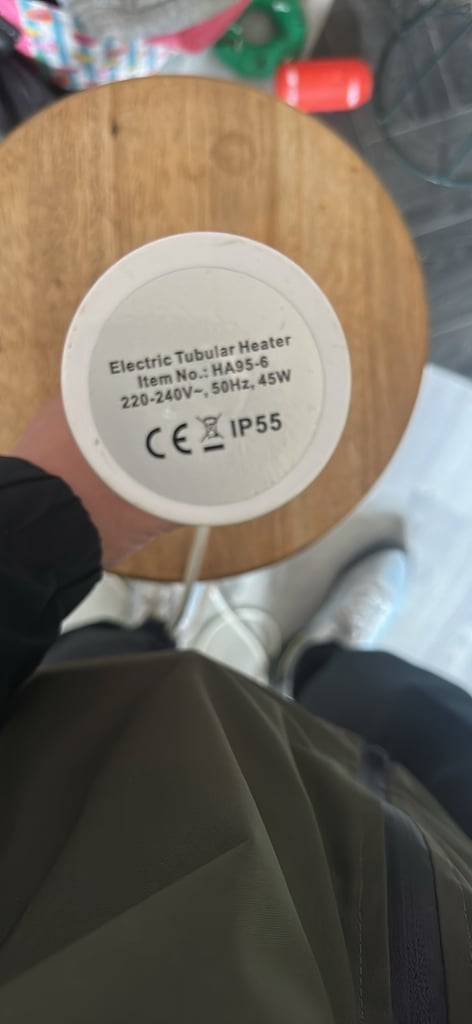 Electric Tubular Heater
Item No.: HA95-6
220-240V~, 50Hz, 45W
CE IP55